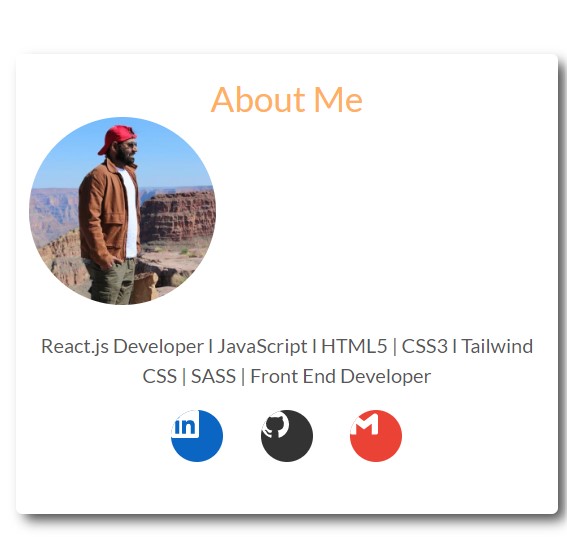 About Me
React.js Developer I JavaScript I HTML5 | CSS3 I Tailwind
CSS | SASS | Front End Developer
in